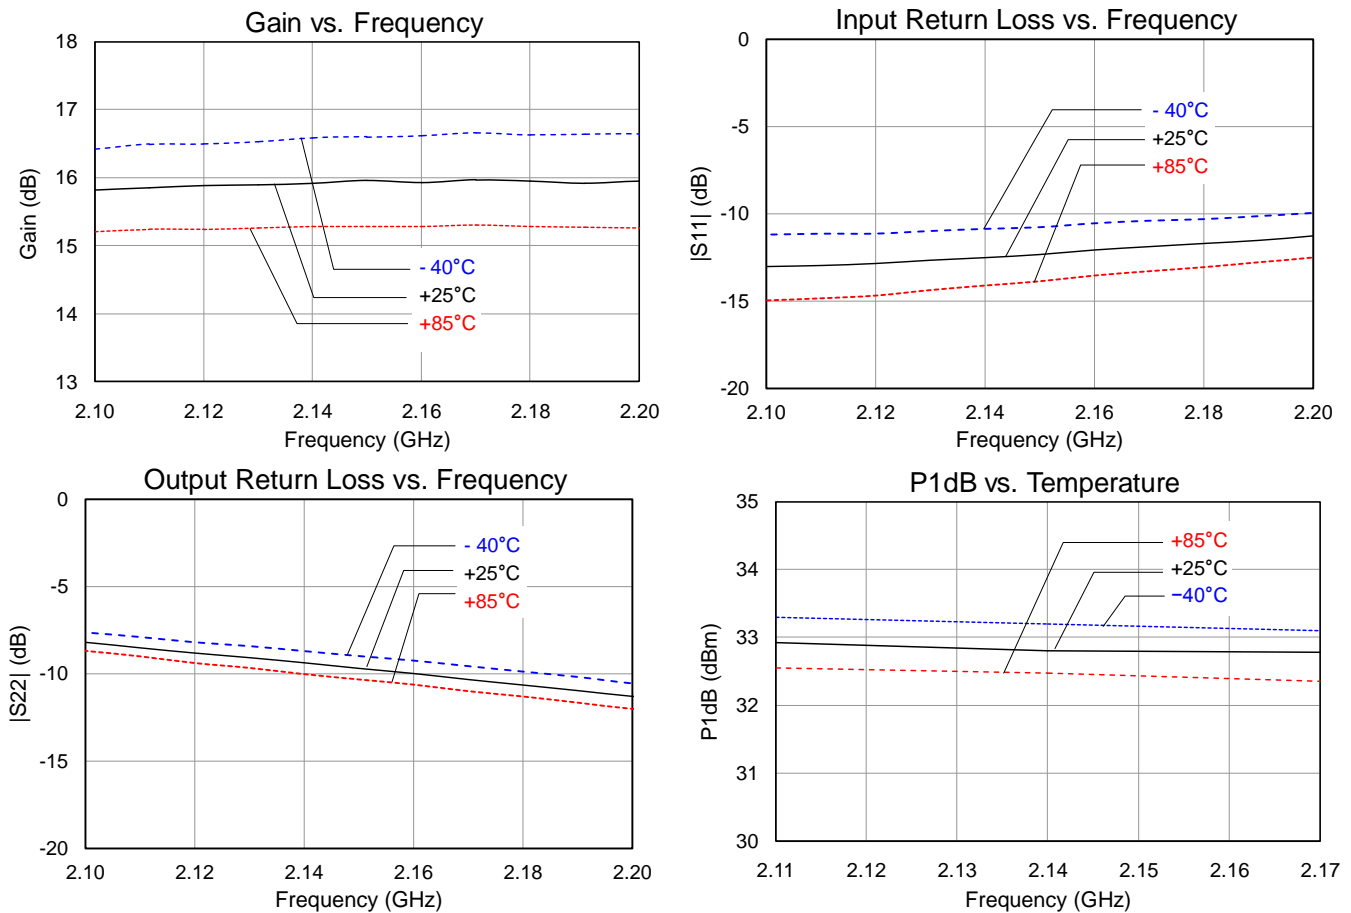 Gain vs. Frequency
18
17
16
15
14
13
Gain (dB)
- 40°C
+25°C
+85°C
2.10 2.12 2.14 2.16 2.18 2.20
Frequency (GHz)
Input Return Loss vs. Frequency
0
-5
-10
-15
-20
|S11| (dB)
- 40°C
+25°C
+85°C
2.10 2.12 2.14 2.16 2.18 2.20
Frequency (GHz)
Output Return Loss vs. Frequency
0
-5
-10
-15
-20
|S22| (dB)
- 40°C
+25°C
+85°C
2.10 2.12 2.14 2.16 2.18 2.20
Frequency (GHz)
P1dB vs. Temperature
35
34
33
32
31
30
P1dB (dBm)
+85°C
+25°C
−40°C
2.11 2.12 2.13 2.14 2.15 2.16 2.17
Frequency (GHz)